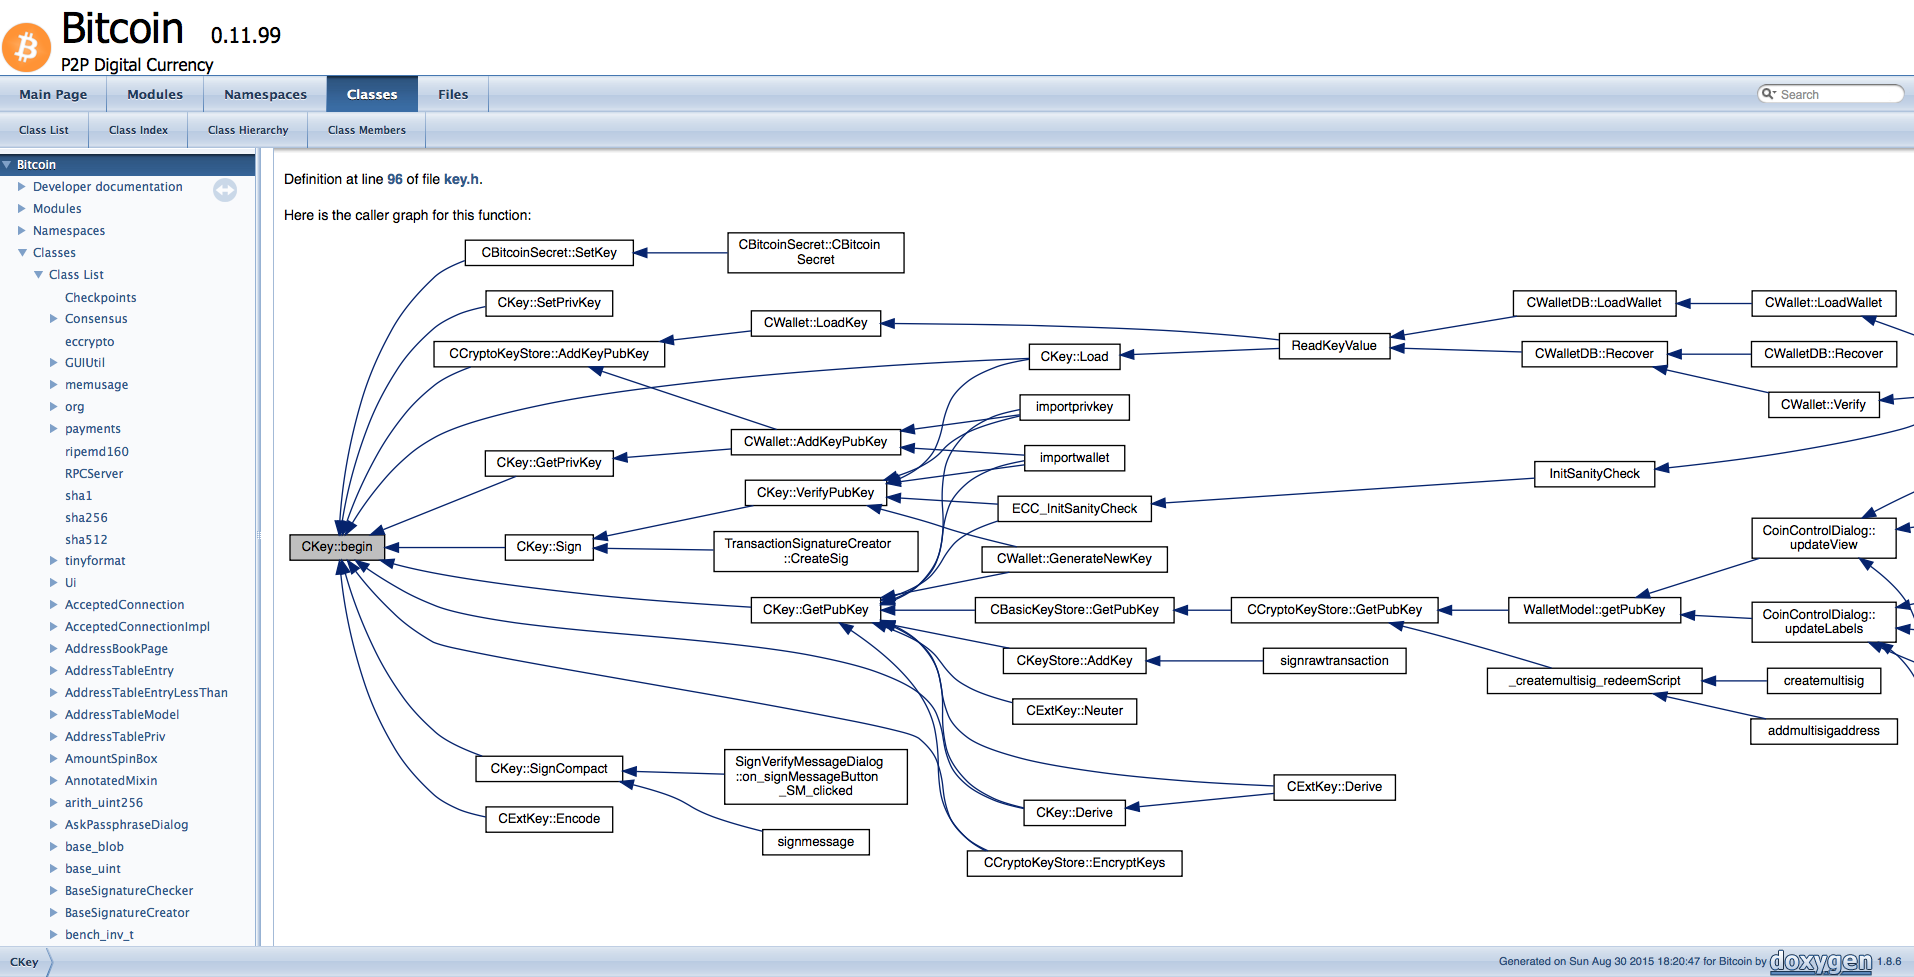 Bitcoin 0.11.99
P2P Digital Currency
Main Page
Modules
Namespaces
Classes
Files
Search
Class List
Class Index
Class Hierarchy
Class Members
Bitcoin
Developer documentation
Modules
Namespaces
Classes
Class List
Checkpoints
Consensus
eccrypto
GUIUtil
memusage
org
payments
ripemd160
RPCServer
sha1
sha256
sha512
tinyformat
Ui
AcceptedConnection
AcceptedConnectionImpl
AddressBookPage
AddressTableEntry
AddressTableEntryLessThan
AddressTableModel
AddressTablePriv
AmountSpinBox
AnnotatedMixin
arith_uint256
AskPassphraseDialog
base_blob
base_uint
BaseSignatureChecker
BaseSignatureCreator
bench_inv_t
Definition at line 96 of file key.h.
Here is the caller graph for this function:
CKey::begin
CBitcoinSecret::SetKey
CKey::SetPrivKey
CCryptoKeyStore::AddKeyPubKey
CKey::GetPrivKey
CKey::Sign
CKey::SignCompact
CExtKey::Encode
CBitcoinSecret::CBitcoin
Secret
CWallet::LoadKey
CWallet::AddKeyPubKey
CKey::VerifyPubKey
TransactionSignatureCreator
::CreateSig
CKey::GetPubKey
SignVerifyMessageDialog
::on_signMessageButton
_SM_clicked
signmessage
CKey::Load
importprivkey
importwallet
ECC_InitSanityCheck
CWallet::GenerateNewKey
CBasicKeyStore::GetPubKey
CKeyStore::AddKey
CExtKey::Neuter
CKey::Derive
CCryptoKeyStore::EncryptKeys
ReadKeyValue
CCryptoKeyStore::GetPubKey
signrawtransaction
CExtKey::Derive
CWalletDB::LoadWallet
CWalletDB::Recover
InitSanityCheck
WalletModel::getPubKey
_createmultisig_redeemScript
CWallet::LoadWallet
CWalletDB::Recover
CWallet::Verify
CoinControlDialog::
updateView
CoinControlDialog::
updateLabels
createmultisig
addmultisigaddress
CKey
Generated on Sun Aug 30 2015 18:20:47 for Bitcoin by doxygen 1.8.6